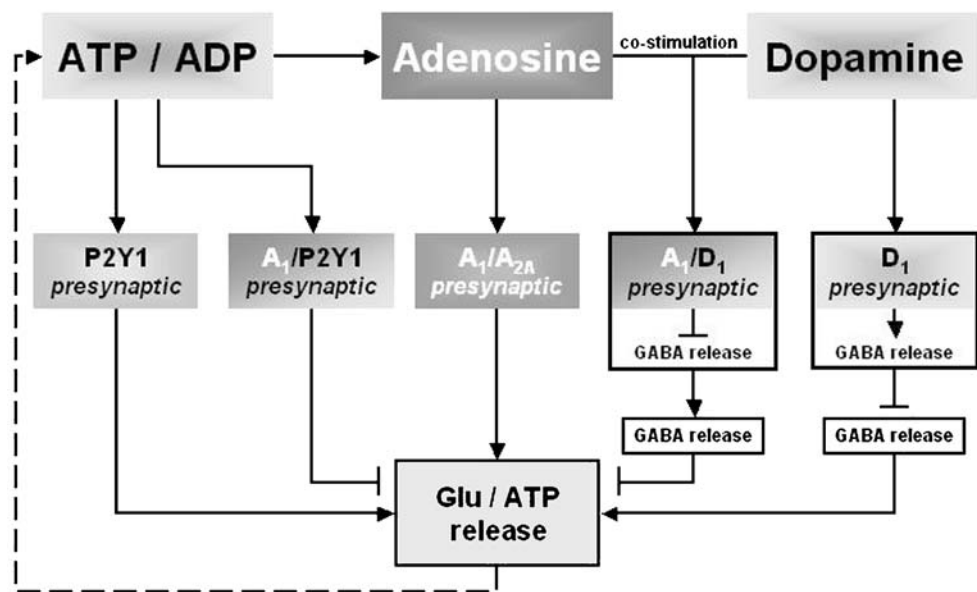 ATP / ADP
Adenosine
co-stimulation
Dopamine
P2Y1
presynaptic
A1/P2Y1
presynaptic
A1/A2A
presynaptic
A1/D1
presynaptic
GABA release
D1
presynaptic
GABA release
GABA release
GABA release
Glu / ATP
release